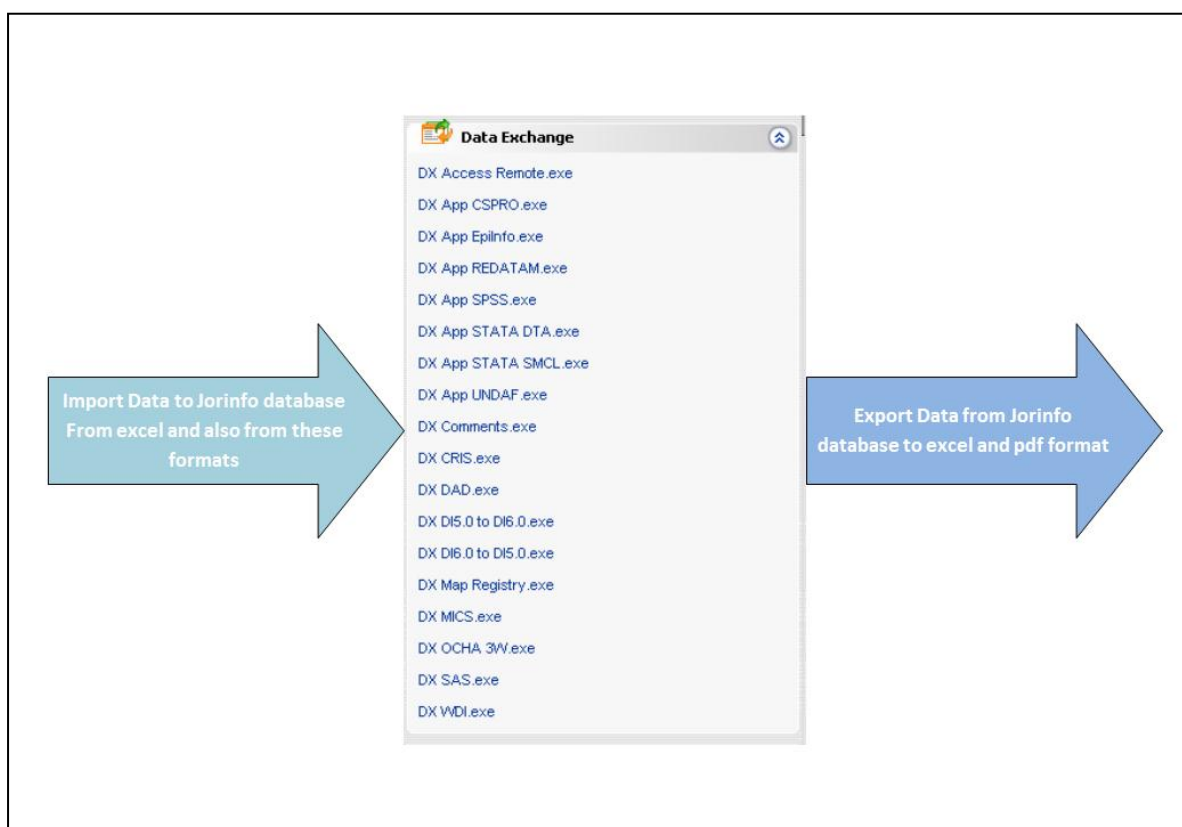 Data Exchange
DX Access Remote.exe
DX App CSPRO.exe
DX App EpiInfo.exe
DX App REDATAM.exe
DX App SPSS.exe
DX App STATA DTA.exe
DX App STATA SMCL.exe
DX App UNDAF.exe
DX Comments.exe
DX CRIS.exe
DX DAD.exe
DX DI5.0 to DI6.0.exe
DX DI6.0 to DI5.0.exe
DX Map Registry.exe
DX MICS.exe
DX OCHA 3W.exe
DX SAS.exe
DX WDI.exe
Import Data to Jorinfo database
From excel and also from these
formats
Export Data from Jorinfo
database to excel and pdf format